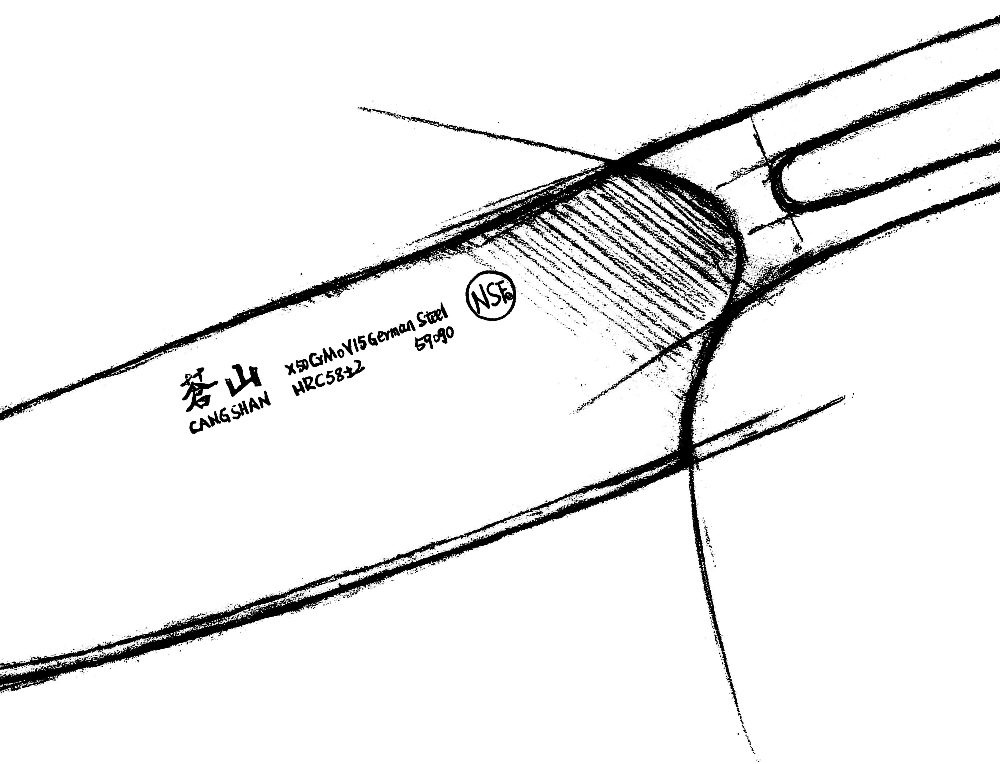 蒼山
CANGSHAN
X50CrMoV15 German Steel
HRC58±2
59090
NSF®